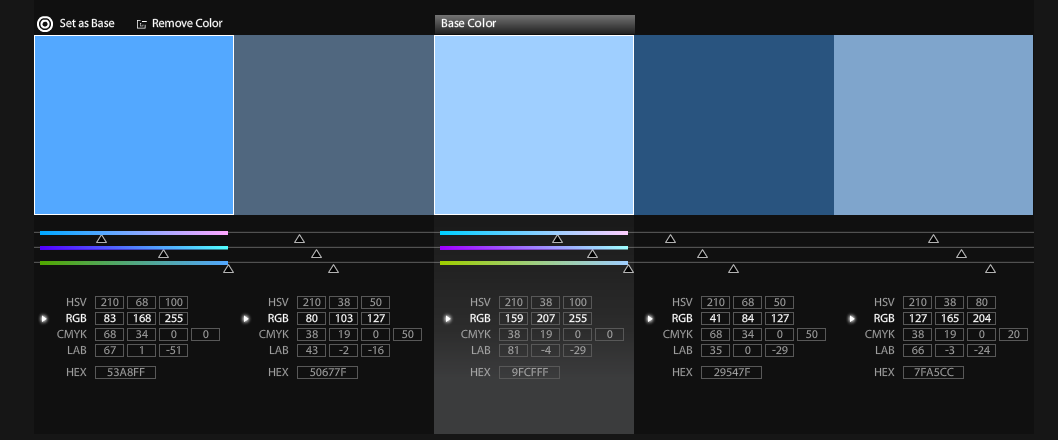 Set as Base Remove Color Base Color
HSV 210 68 100 HSV 210 38 50 HSV 210 38 100 HSV 210 68 50 HSV 210 38 80
RGB 83 168 255 RGB 80 103 127 RGB 159 207 255 RGB 41 84 127 RGB 127 165 204
CMYK 68 34 0 0 CMYK 38 19 0 50 CMYK 38 19 0 0 CMYK 68 34 0 50 CMYK 38 19 0 20
LAB 67 1 -51 LAB 43 -2 -16 LAB 81 -4 -29 LAB 35 0 -29 LAB 66 -3 -24
HEX 53A8FF HEX 50677F HEX 9FCFFF HEX 29547F HEX 7FA5CC